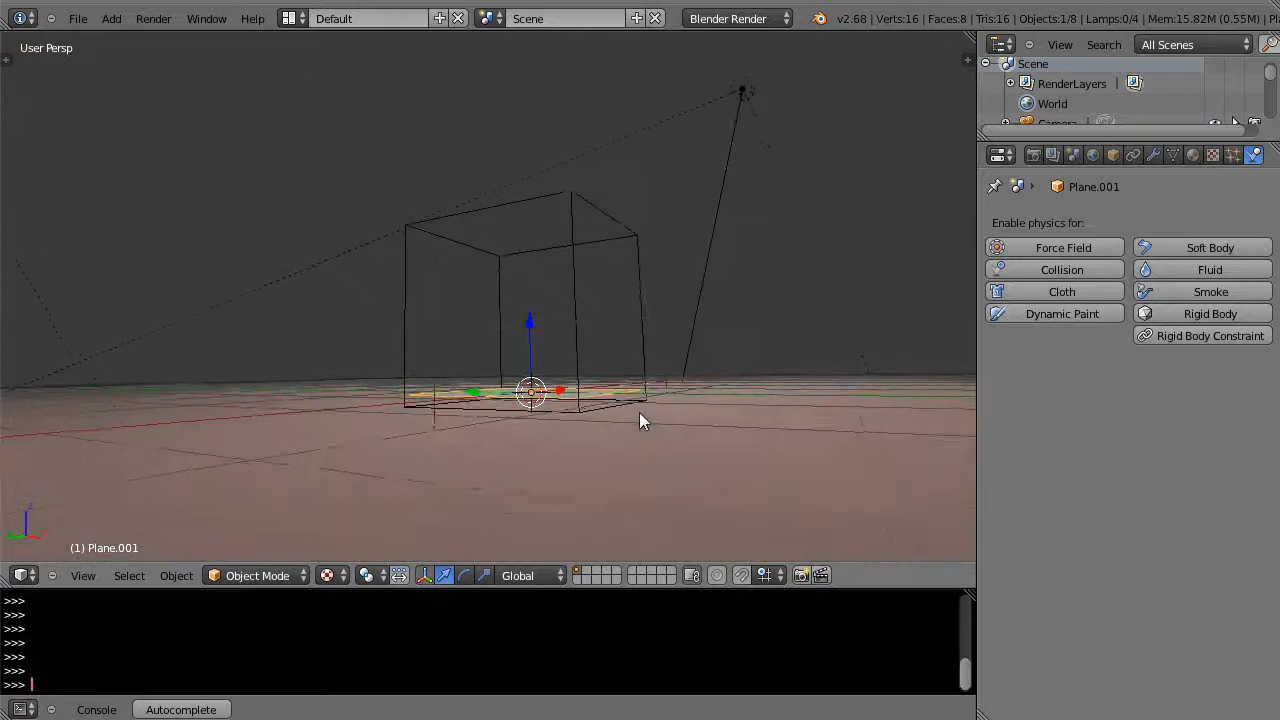 File Add Render Window Help Default Scene Blender Render v2.68 | Verts:16 | Faces:8 | Tris:16 | Objects:1/8 | Lamps:0/4 | Mem:15.82M (0.55M) |
User Persp
View Search All Scenes
Scene
RenderLayers
World
Plane.001
Enable physics for:
Force Field Soft Body
Collision Fluid
Cloth Smoke
Dynamic Paint Rigid Body
Rigid Body Constraint
(1) Plane.001
View Select Object Object Mode Global
>>>
>>>
>>>
>>>
>>>
>>>
>>>
Console Autocomplete